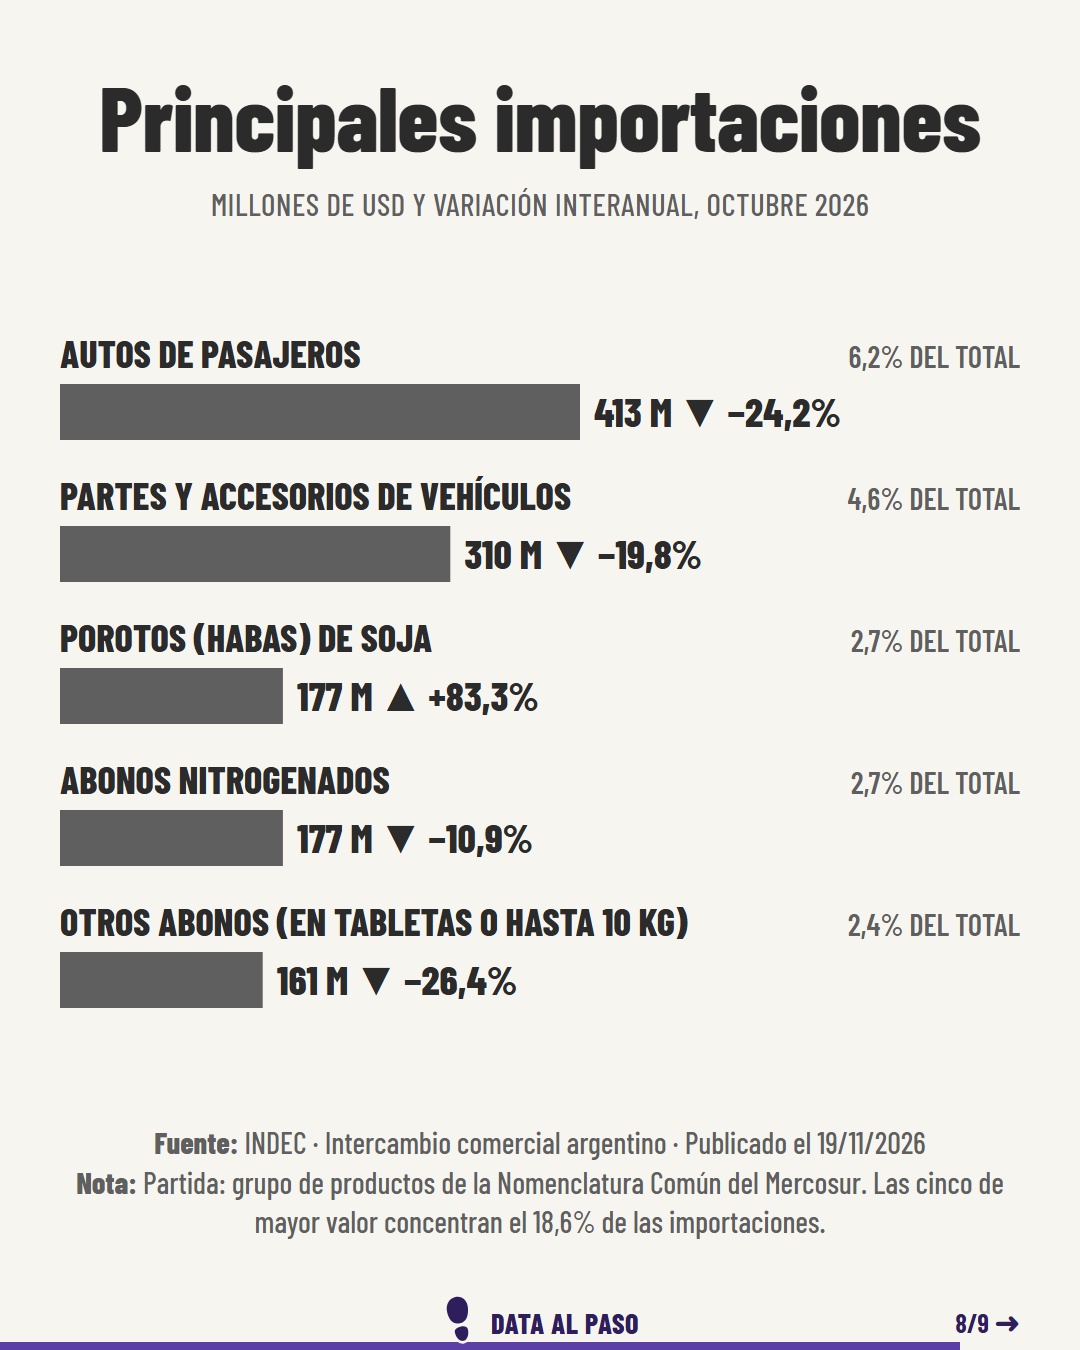 Principales importaciones
MILLONES DE USD Y VARIACIÓN INTERANUAL, OCTUBRE 2026
AUTOS DE PASAJEROS 6,2% DEL TOTAL
413 M ▼ −24,2%
PARTES Y ACCESORIOS DE VEHÍCULOS 4,6% DEL TOTAL
310 M ▼ −19,8%
POROTOS (HABAS) DE SOJA 2,7% DEL TOTAL
177 M ▲ +83,3%
ABONOS NITROGENADOS 2,7% DEL TOTAL
177 M ▼ −10,9%
OTROS ABONOS (EN TABLETAS O HASTA 10 KG) 2,4% DEL TOTAL
161 M ▼ −26,4%
Fuente: INDEC · Intercambio comercial argentino · Publicado el 19/11/2026
Nota: Partida: grupo de productos de la Nomenclatura Común del Mercosur. Las cinco de
mayor valor concentran el 18,6% de las importaciones.
DATA AL PASO 8/9 →